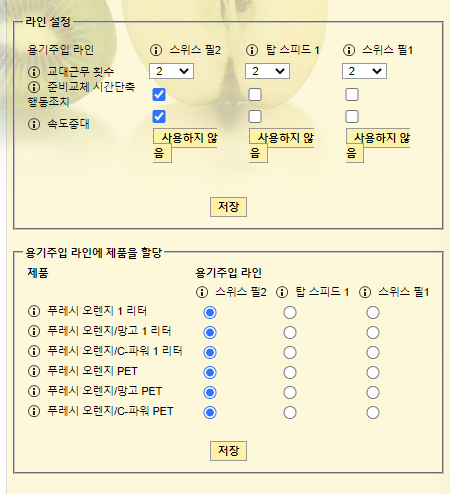 라인 설정
용기주입 라인 스위스 필2 탑 스피드 1 스위스 필1
교대근무 횟수 2 2 2
준비교체 시간단축
행동조치
속도증대
사용하지 않 사용하지 않 사용하지 않
음 음 음
저장
용기주입 라인에 제품을 할당
제품 용기주입 라인
스위스 필2 탑 스피드 1 스위스 필1
푸레시 오렌지 1 리터
푸레시 오렌지/망고 1 리터
푸레시 오렌지/C-파워 1 리터
푸레시 오렌지 PET
푸레시 오렌지/망고 PET
푸레시 오렌지/C-파워 PET
저장